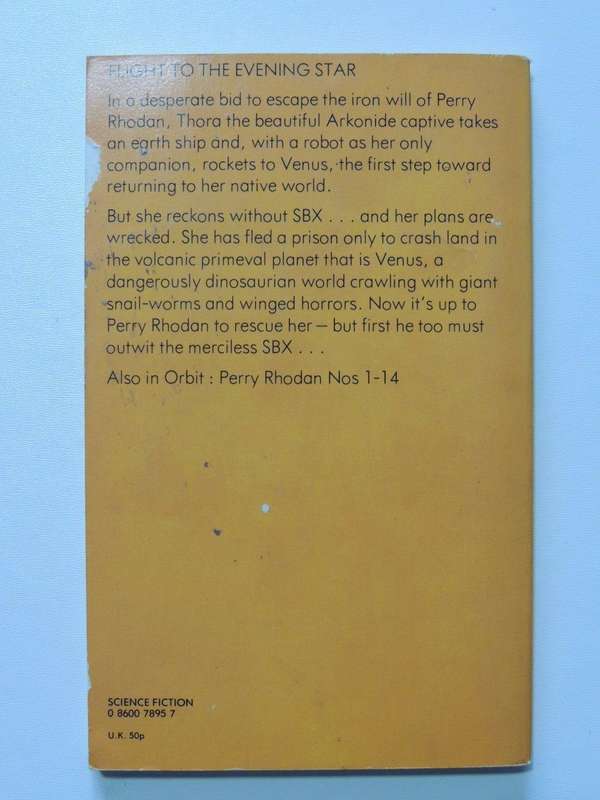 FLIGHT TO THE EVENING STAR
In a desperate bid to escape the iron will of Perry
Rhodan, Thora the beautiful Arkonide captive takes
an earth ship and, with a robot as her only
companion, rockets to Venus, the first step toward
returning to her native world.
But she reckons without SBX . . . and her plans are
wrecked. She has fled a prison only to crash land in
the volcanic primeval planet that is Venus, a
dangerously dinosaurian world crawling with giant
snail-worms and winged horrors. Now it's up to
Perry Rhodan to rescue her – but first he too must
outwit the merciless SBX . . .
Also in Orbit : Perry Rhodan Nos 1-14
SCIENCE FICTION
0 8600 7895 7
U.K. 50p